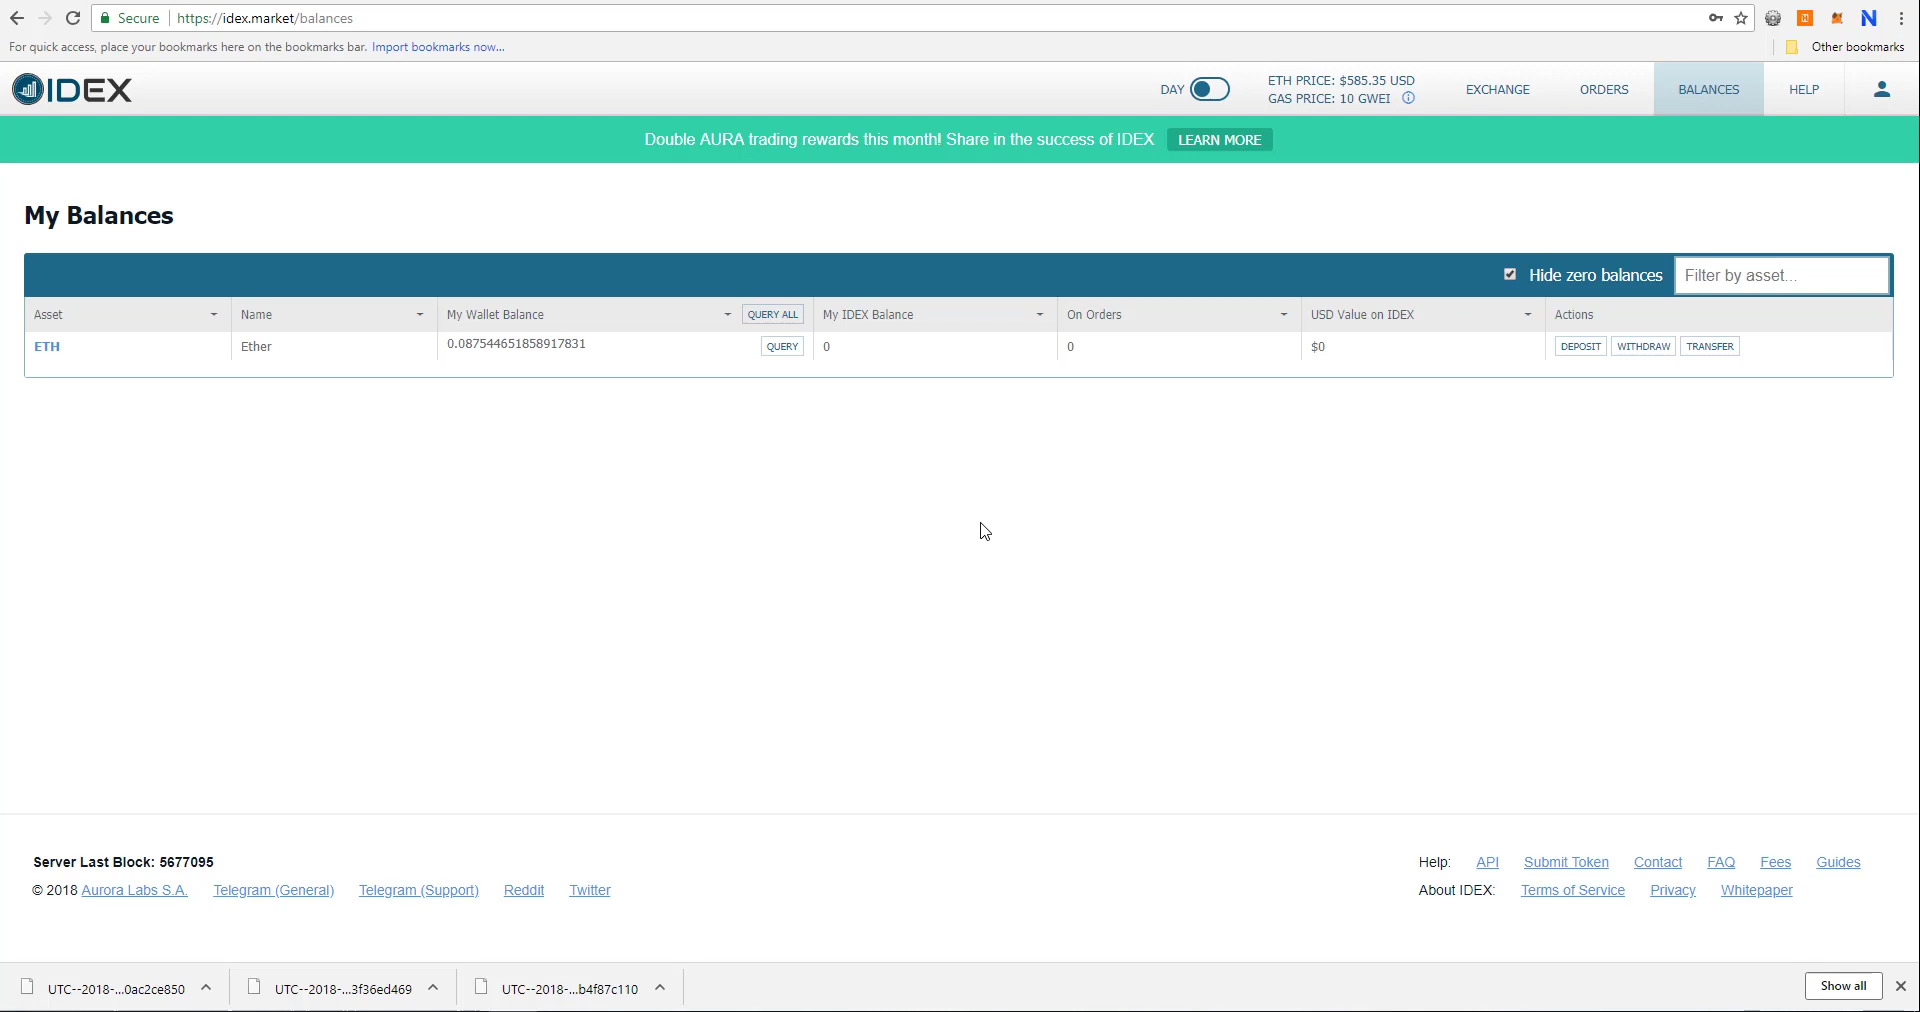 Secure https://idex.market/balances
For quick access, place your bookmarks here on the bookmarks bar. Import bookmarks now...
Other bookmarks
IDEX
DAY
ETH PRICE: $585.35 USD
GAS PRICE: 10 GWEI
EXCHANGE
ORDERS
BALANCES
HELP
Double AURA trading rewards this month! Share in the success of IDEX LEARN MORE
My Balances
Hide zero balances Filter by asset...
Asset Name My Wallet Balance QUERY ALL My IDEX Balance On Orders USD Value on IDEX Actions
ETH Ether 0.087544651858917831 QUERY 0 0 $0 DEPOSIT WITHDRAW TRANSFER
Server Last Block: 5677095
© 2018 Aurora Labs S.A. Telegram (General) Telegram (Support) Reddit Twitter
Help: API Submit Token Contact FAQ Fees Guides
About IDEX: Terms of Service Privacy Whitepaper
UTC--2018-...0ac2ce850 UTC--2018-...3f36ed469 UTC--2018-...b4f87c110 Show all